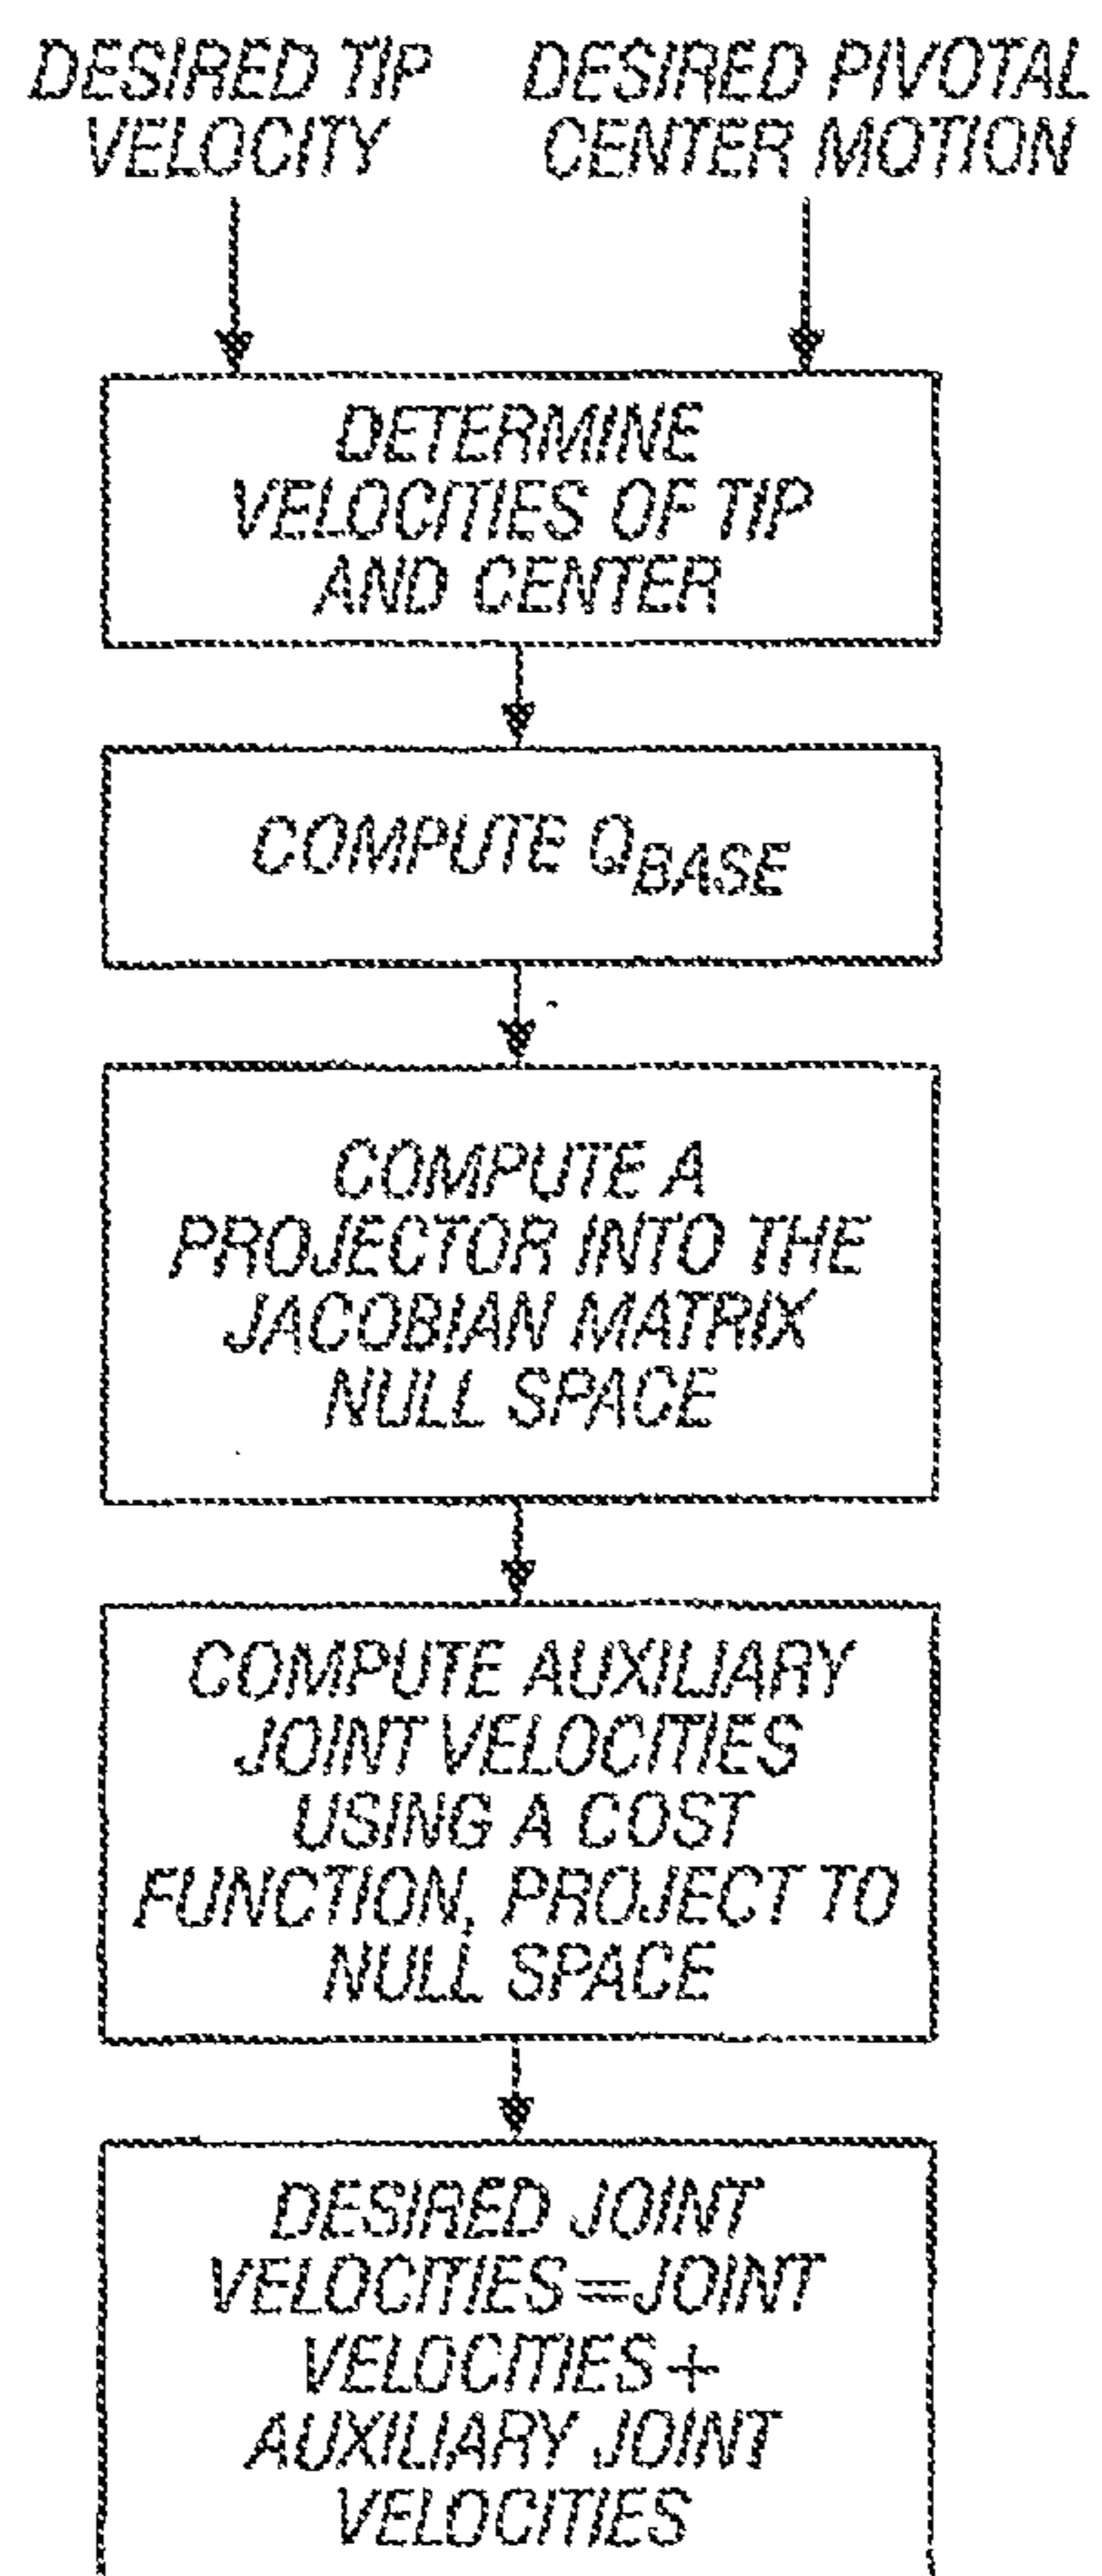 DESIRED TIP
VELOCITY
DESIRED PIVOTAL
CENTER MOTION
DETERMINE
VELOCITIES OF TIP
AND CENTER
COMPUTE QBASE
COMPUTE A
PROJECTOR INTO THE
JACOBIAN MATRIX
NULL SPACE
COMPUTE AUXILIARY
JOINT VELOCITIES
USING A COST
FUNCTION, PROJECT TO
NULL SPACE
DESIRED JOINT
VELOCITIES=JOINT
VELOCITIES+
AUXILIARY JOINT
VELOCITIES